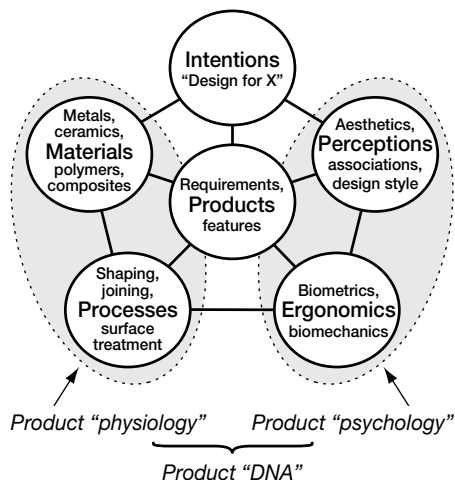 Intentions
“Design for X”
Metals,
ceramics,
Materials
polymers,
composites
Aesthetics,
Perceptions
associations,
design style
Requirements,
Products
features
Shaping,
joining,
Processes
surface
treatment
Biometrics,
Ergonomics
biomechanics
Product “physiology”
Product “psychology”
Product “DNA”